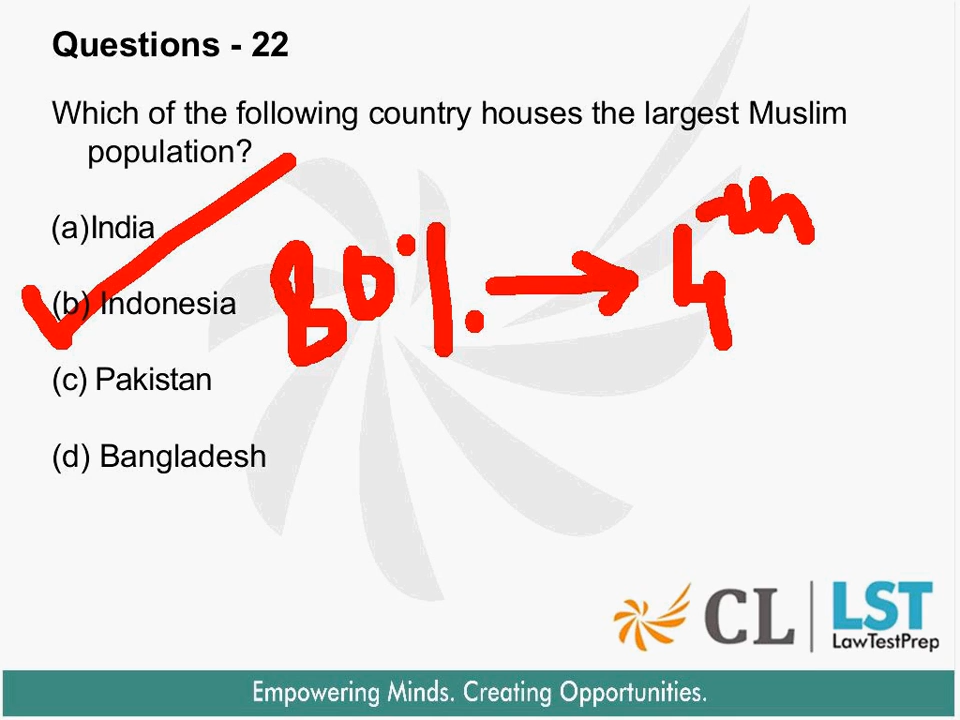 Questions - 22
Which of the following country houses the largest Muslim
population?
(a)India
(b) Indonesia
80%. → 4th
(c) Pakistan
(d) Bangladesh
CL | LST
LawTestPrep
Empowering Minds. Creating Opportunities.